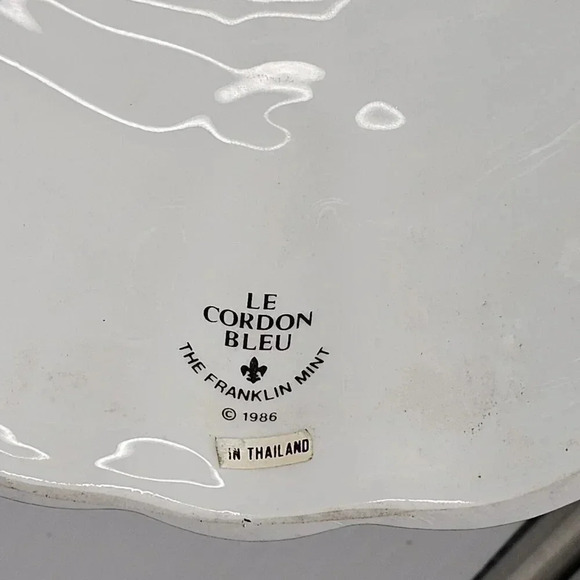 LE
CORDON
BLEU
THE FRANKLIN MINT
© 1986
IN THAILAND